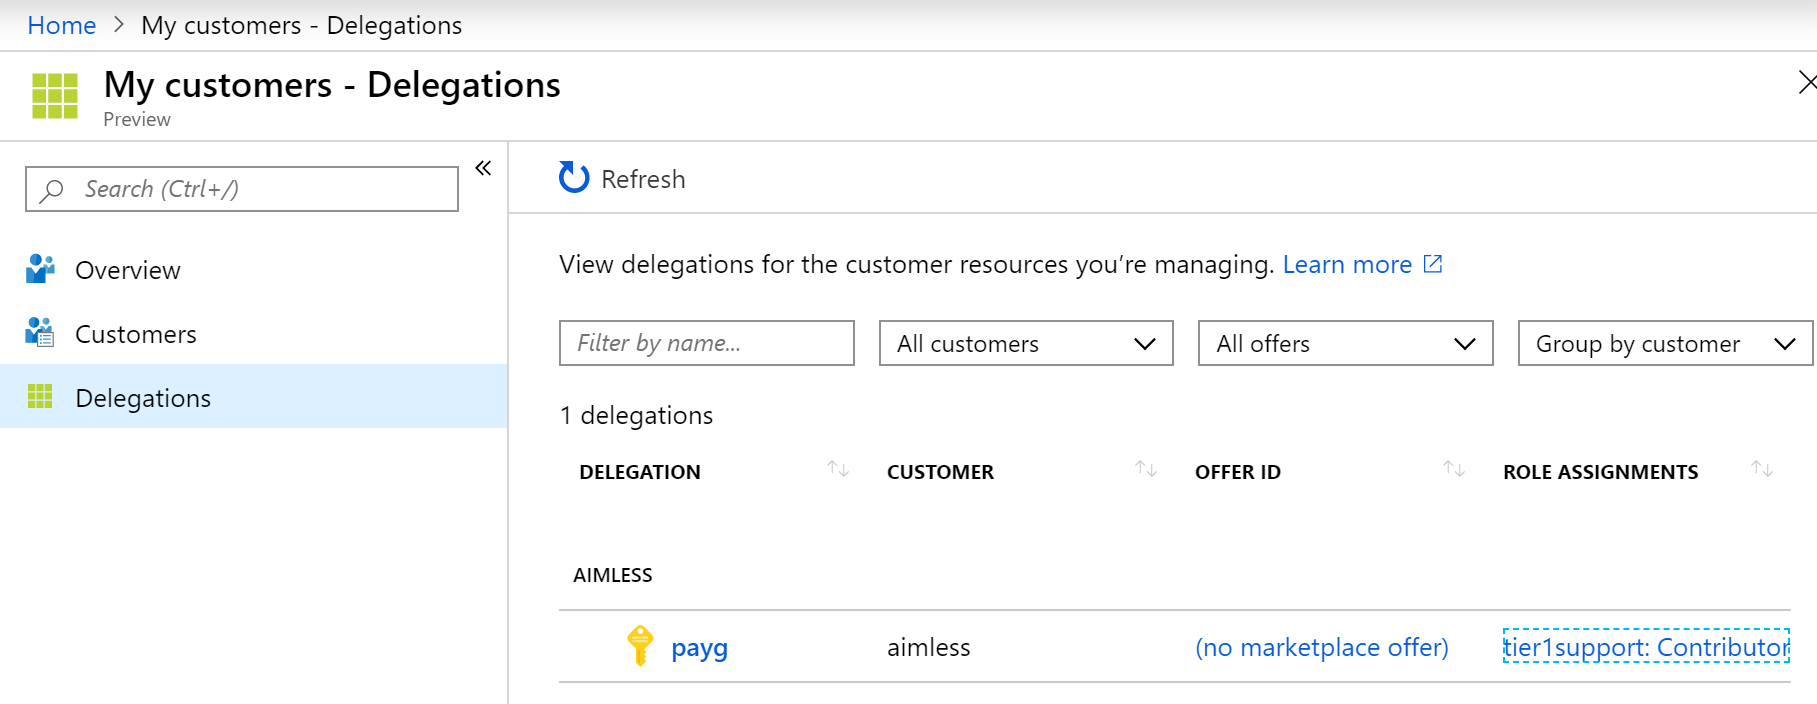 Home > My customers - Delegations
My customers - Delegations
Preview
Search (Ctrl+/)
«
Overview
Customers
Delegations
Refresh
View delegations for the customer resources you’re managing. Learn more
Filter by name...
All customers
All offers
Group by customer
1 delegations
DELEGATION CUSTOMER OFFER ID ROLE ASSIGNMENTS
AIMLESS
payg aimless (no marketplace offer) tier1support: Contributor